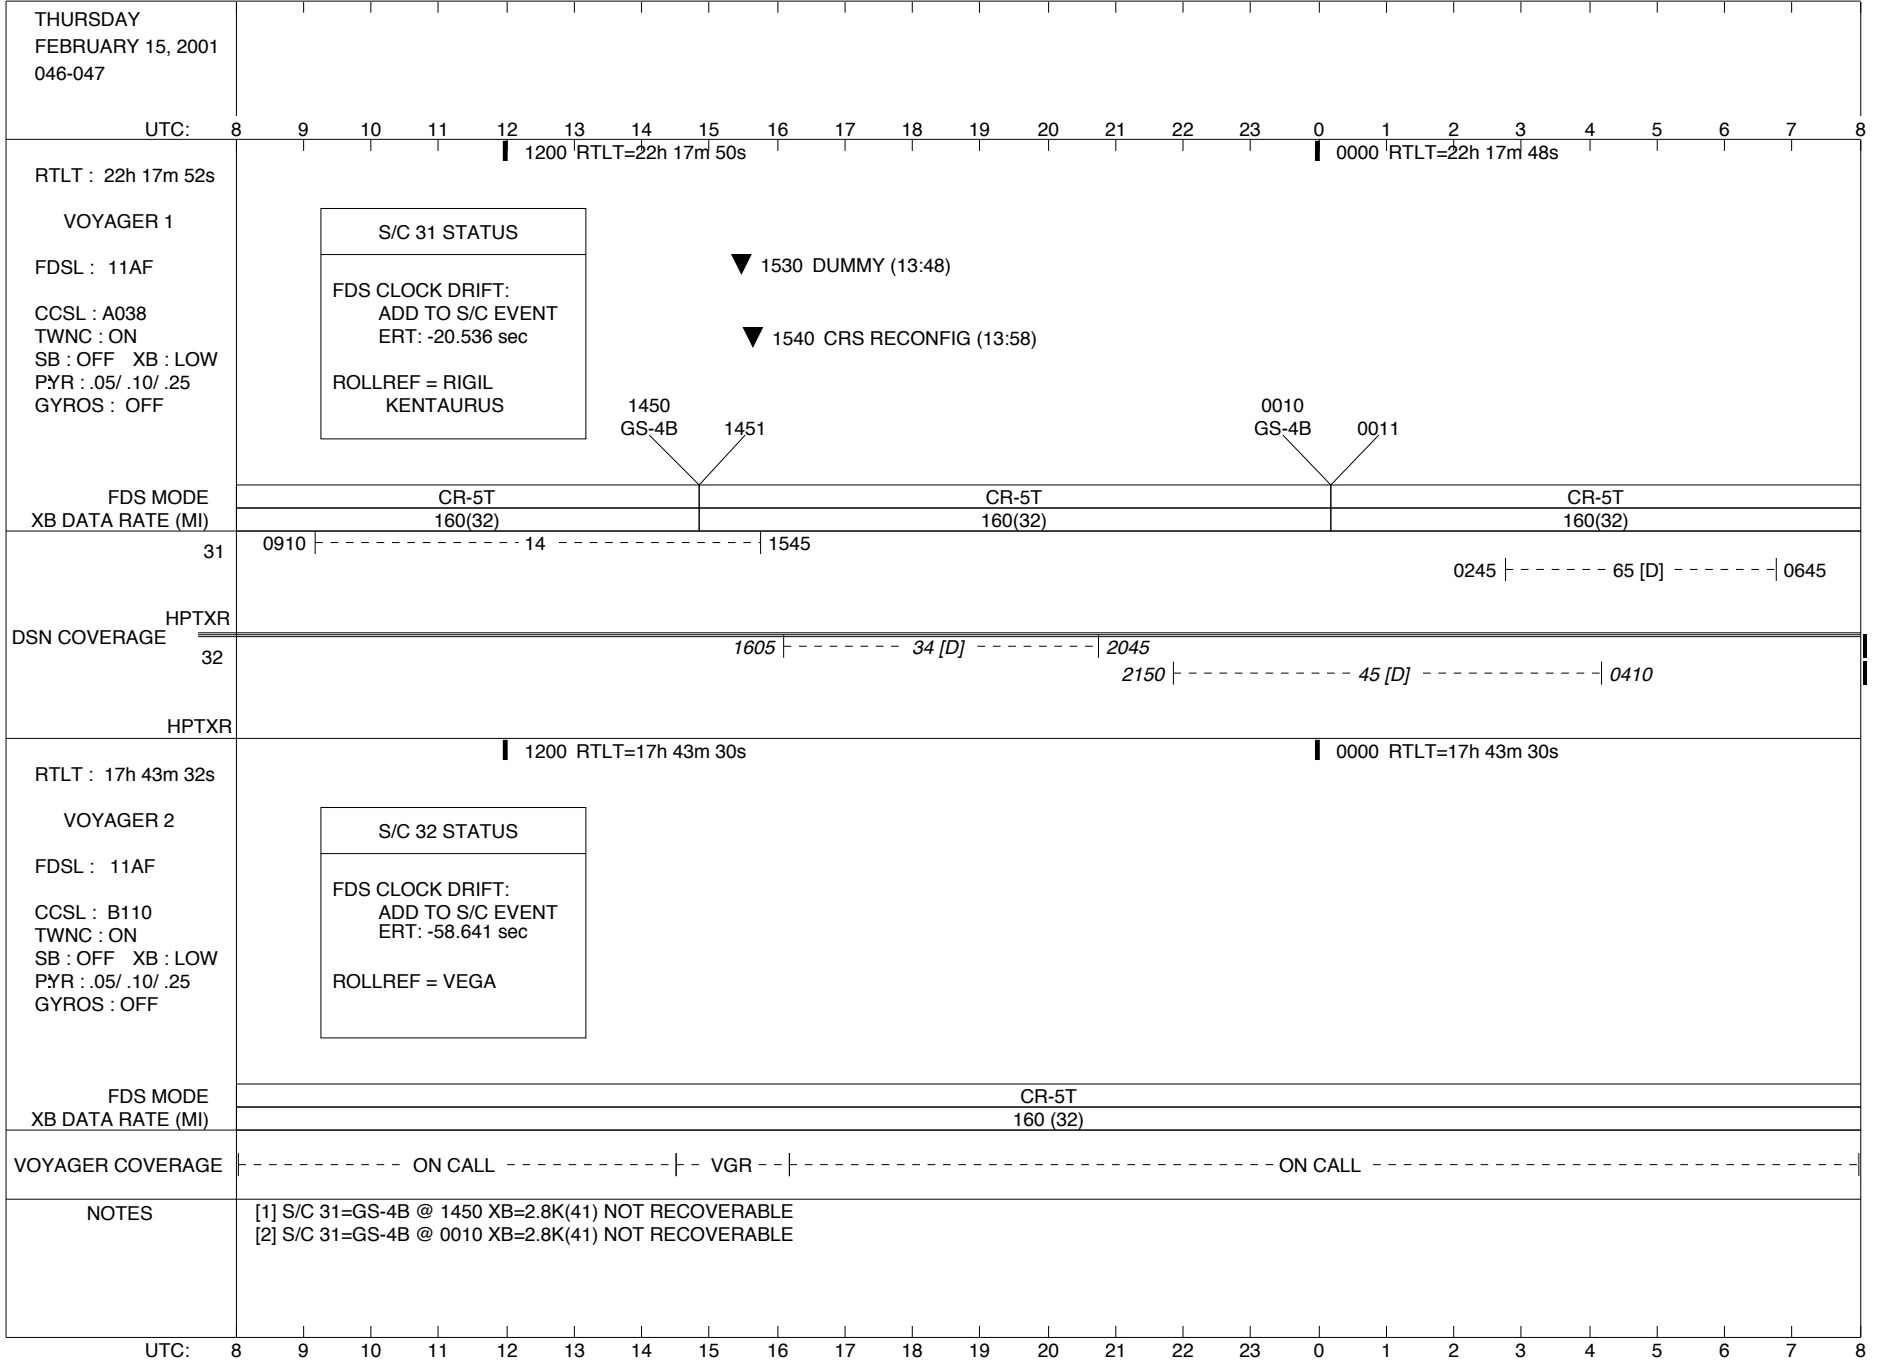 THURSDAY
FEBRUARY 15, 2001
046-047
UTC: 8 9 10 11 12 13 14 15 16 17 18 19 20 21 22 23 0 1 2 3 4 5 6 7 8
1200 RTLT=22h 17m 50s
0000 RTLT=22h 17m 48s
RTLT : 22h 17m 52s
VOYAGER 1
FDSL : 11AF
CCSL : A038
TWNC : ON
SB : OFF XB : LOW
P:YR : .05/ .10/ .25
GYROS : OFF
S/C 31 STATUS
FDS CLOCK DRIFT:
ADD TO S/C EVENT
ERT: -20.536 sec
ROLLREF = RIGIL
KENTAURUS
1530 DUMMY (13:48)
1540 CRS RECONFIG (13:58)
1450
GS-4B 1451
0010
GS-4B 0011
FDS MODE CR-5T CR-5T CR-5T
XB DATA RATE (MI) 160(32) 160(32) 160(32)
DSN COVERAGE
31 0910 14 1545
0245 65 [D] 0645
HPTXR
32 1605 34 [D] 2045
2150 45 [D] 0410
HPTXR
1200 RTLT=17h 43m 30s
0000 RTLT=17h 43m 30s
RTLT : 17h 43m 32s
VOYAGER 2
FDSL : 11AF
CCSL : B110
TWNC : ON
SB : OFF XB : LOW
P:YR : .05/ .10/ .25
GYROS : OFF
S/C 32 STATUS
FDS CLOCK DRIFT:
ADD TO S/C EVENT
ERT: -58.641 sec
ROLLREF = VEGA
FDS MODE CR-5T
XB DATA RATE (MI) 160 (32)
VOYAGER COVERAGE ON CALL VGR ON CALL
NOTES
[1] S/C 31=GS-4B @ 1450 XB=2.8K(41) NOT RECOVERABLE
[2] S/C 31=GS-4B @ 0010 XB=2.8K(41) NOT RECOVERABLE
UTC: 8 9 10 11 12 13 14 15 16 17 18 19 20 21 22 23 0 1 2 3 4 5 6 7 8